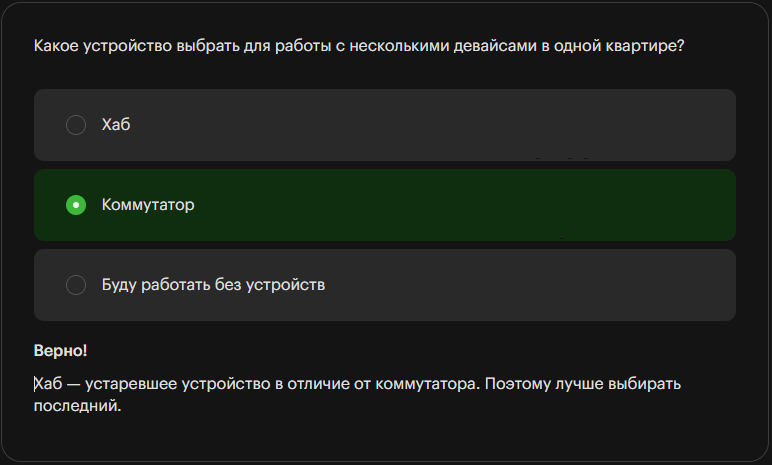 Какое устройство выбрать для работы с несколькими девайсами в одной квартире?
Хаб
Коммутатор
Буду работать без устройств
Верно!
Хаб — устаревшее устройство в отличие от коммутатора. Поэтому лучше выбирать
последний.